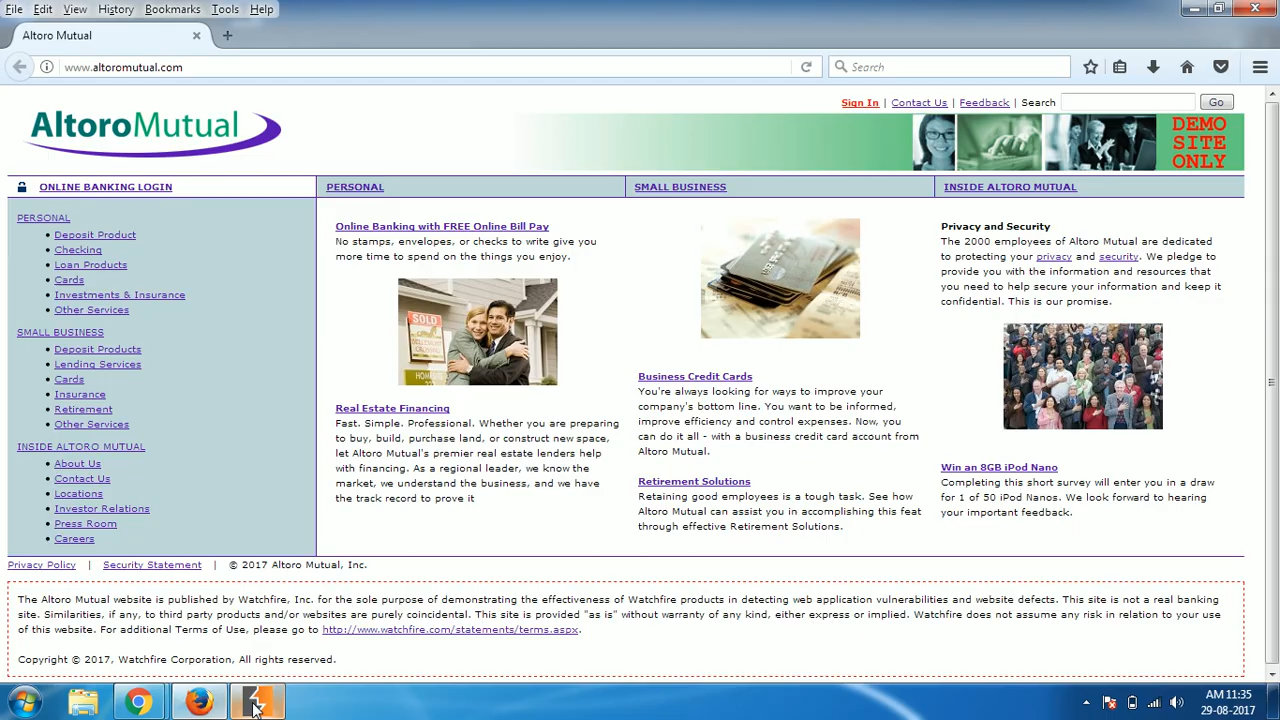 File Edit View History Bookmarks Tools Help
Altoro Mutual
www.altoromutual.com
Search
Sign In | Contact Us | Feedback | Search Go
AltoroMutual
DEMO
SITE
ONLY
ONLINE BANKING LOGIN
PERSONAL
SMALL BUSINESS
INSIDE ALTORO MUTUAL
PERSONAL
Deposit Product
Checking
Loan Products
Cards
Investments & Insurance
Other Services
SMALL BUSINESS
Deposit Products
Lending Services
Cards
Insurance
Retirement
Other Services
INSIDE ALTORO MUTUAL
About Us
Contact Us
Locations
Investor Relations
Press Room
Careers
Online Banking with FREE Online Bill Pay
No stamps, envelopes, or checks to write give you
more time to spend on the things you enjoy.
SOLD
Real Estate Financing
Fast. Simple. Professional. Whether you are preparing
to buy, build, purchase land, or construct new space,
let Altoro Mutual's premier real estate lenders help
with financing. As a regional leader, we know the
market, we understand the business, and we have
the track record to prove it
Business Credit Cards
You're always looking for ways to improve your
company's bottom line. You want to be informed,
improve efficiency and control expenses. Now, you
can do it all - with a business credit card account from
Altoro Mutual.
Retirement Solutions
Retaining good employees is a tough task. See how
Altoro Mutual can assist you in accomplishing this feat
through effective Retirement Solutions.
Privacy and Security
The 2000 employees of Altoro Mutual are dedicated
to protecting your privacy and security. We pledge to
provide you with the information and resources that
you need to help secure your information and keep it
confidential. This is our promise.
Win an 8GB iPod Nano
Completing this short survey will enter you in a draw
for 1 of 50 iPod Nanos. We look forward to hearing
your important feedback.
Privacy Policy | Security Statement | © 2017 Altoro Mutual, Inc.
The Altoro Mutual website is published by Watchfire, Inc. for the sole purpose of demonstrating the effectiveness of Watchfire products in detecting web application vulnerabilities and website defects. This site is not a real banking
site. Similarities, if any, to third party products and/or websites are purely coincidental. This site is provided "as is" without warranty of any kind, either express or implied. Watchfire does not assume any risk in relation to your use
of this website. For additional Terms of Use, please go to http://www.watchfire.com/statements/terms.aspx.
Copyright © 2017, Watchfire Corporation, All rights reserved.
AM 11:35
29-08-2017